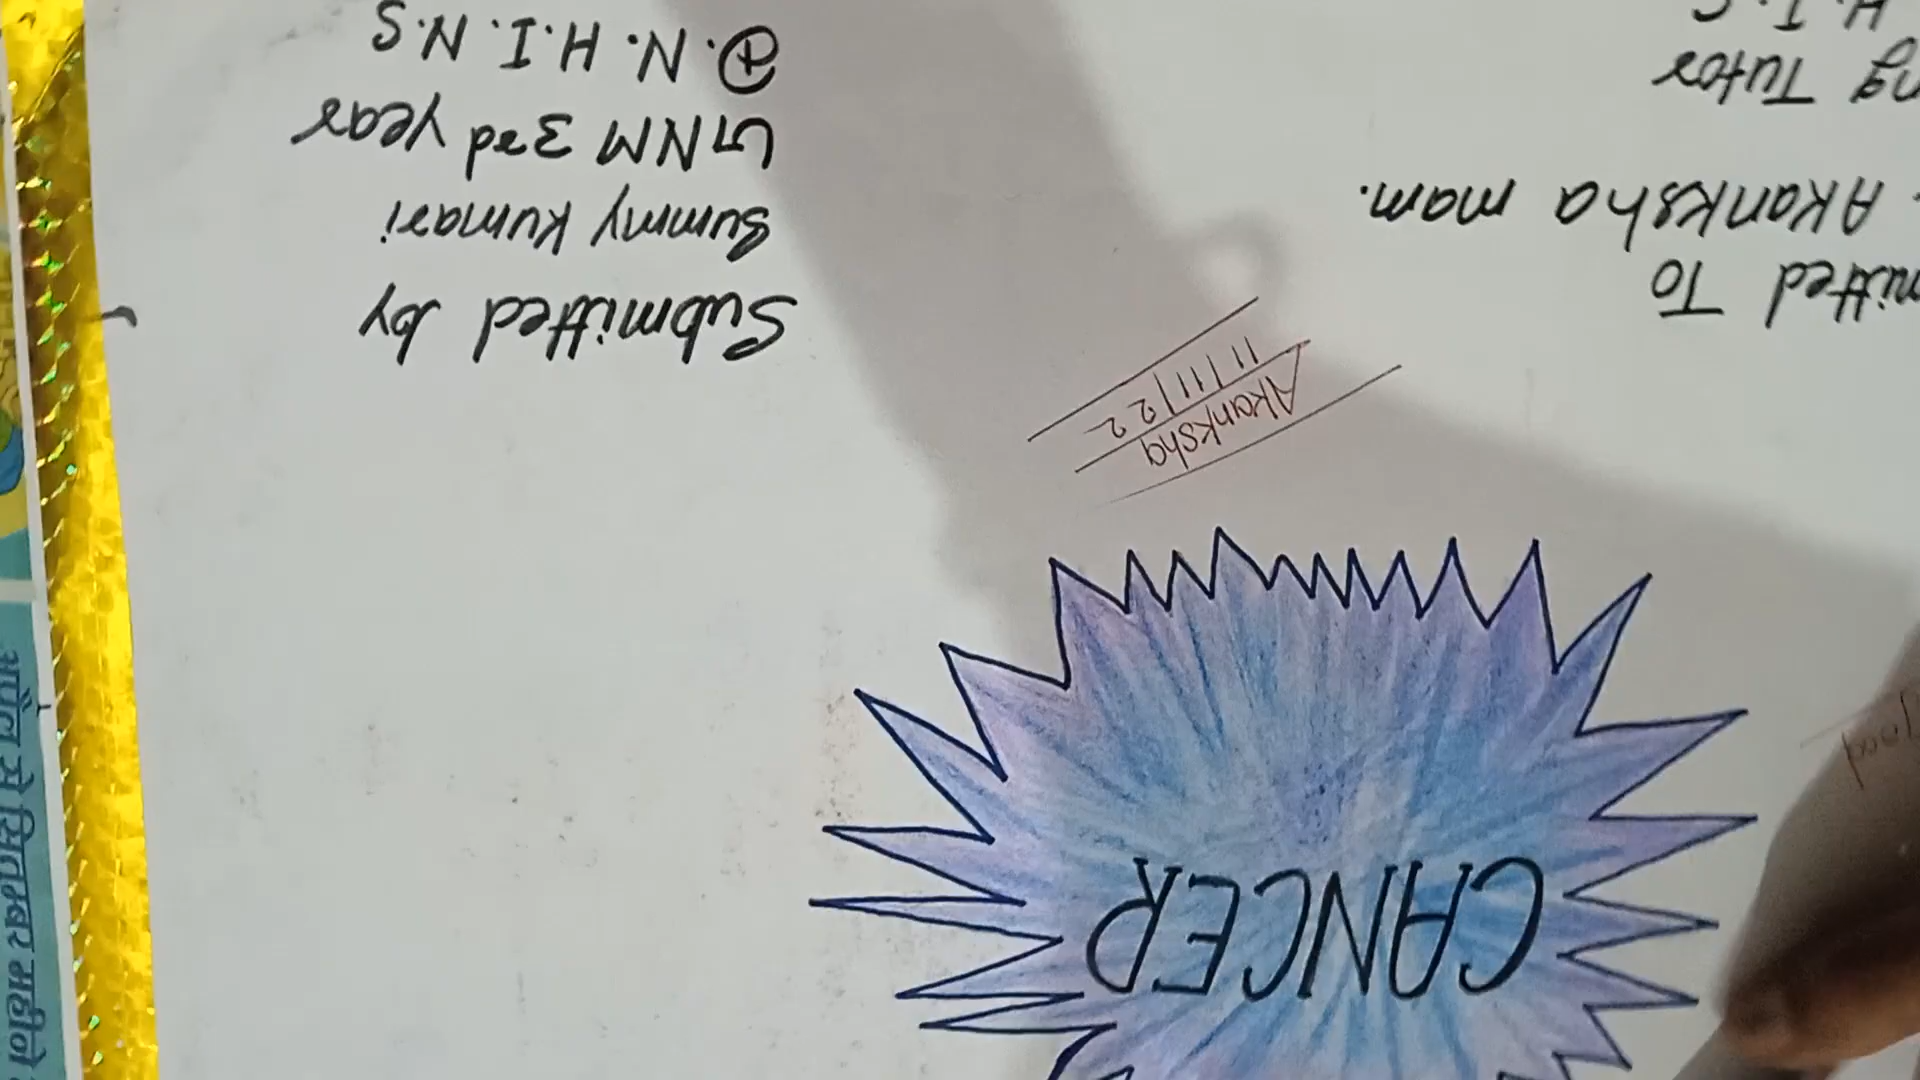 CANCER
Akanksha
11/11/22
Submitted by
Summy Kumari
GNM 3rd year
P. N. H. I. N. S
mitted To
Akanksha mam.
ng Tutor
H. I. C